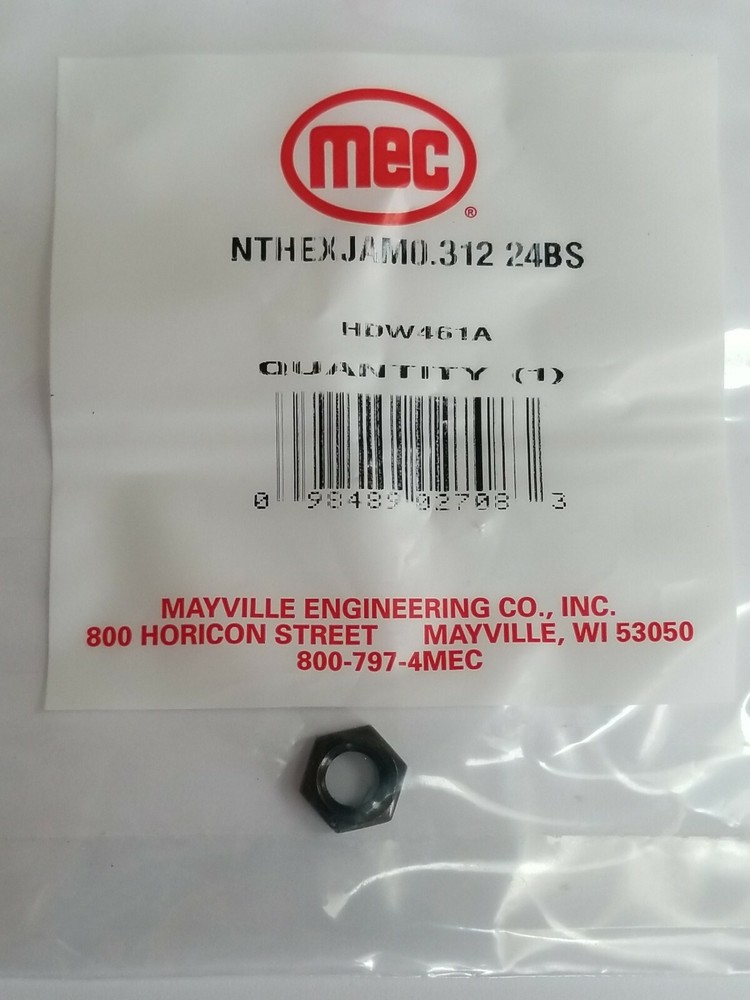 mec
®
NTHEXJAM0.312 24BS
HDW461A
QUANTITY (1)
0 98489 02708 3
MAYVILLE ENGINEERING CO., INC.
800 HORICON STREET MAYVILLE, WI 53050
800-797-4MEC